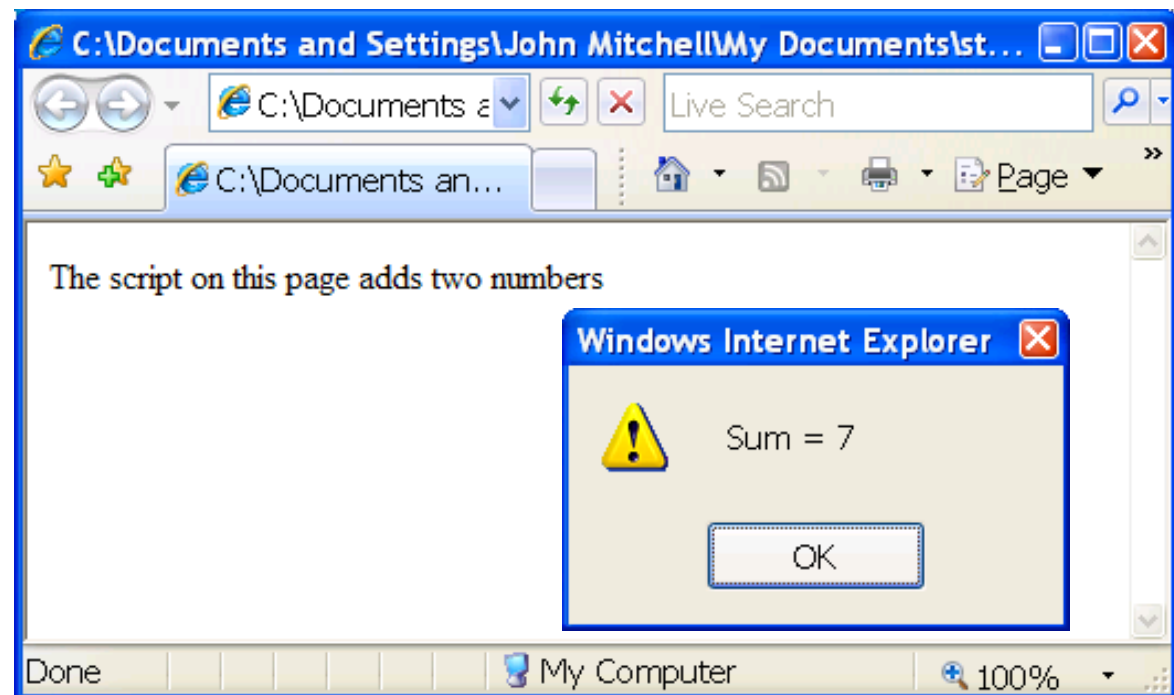 C:\Documents and Settings\John Mitchell\My Documents\st...
C:\Documents a
Live Search
C:\Documents an...
Page
The script on this page adds two numbers
Windows Internet Explorer
Sum = 7
OK
Done
My Computer
100%